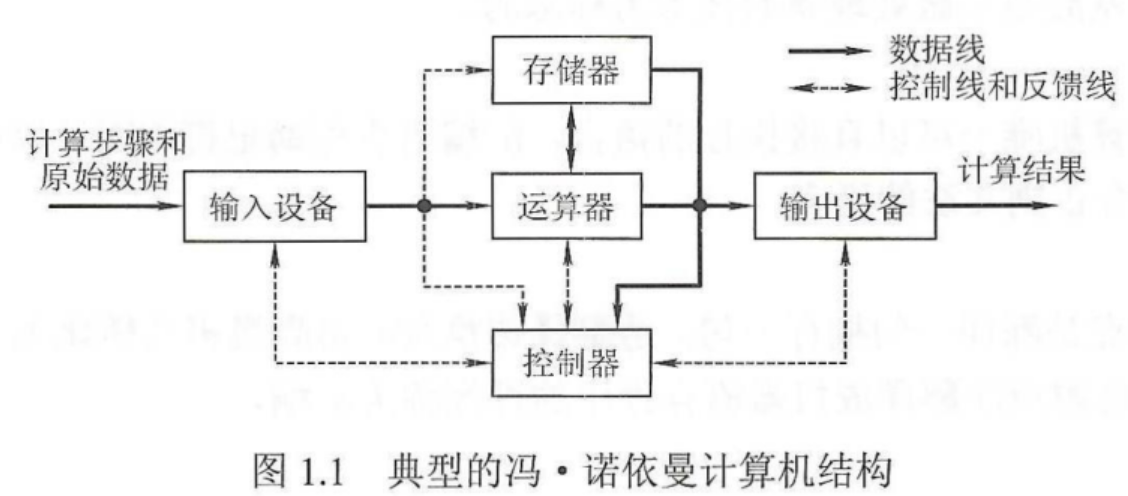 存储器
数据线
控制线和反馈线
计算步骤和
原始数据
输入设备
运算器
输出设备
计算结果
控制器
图 1.1 典型的冯·诺依曼计算机结构